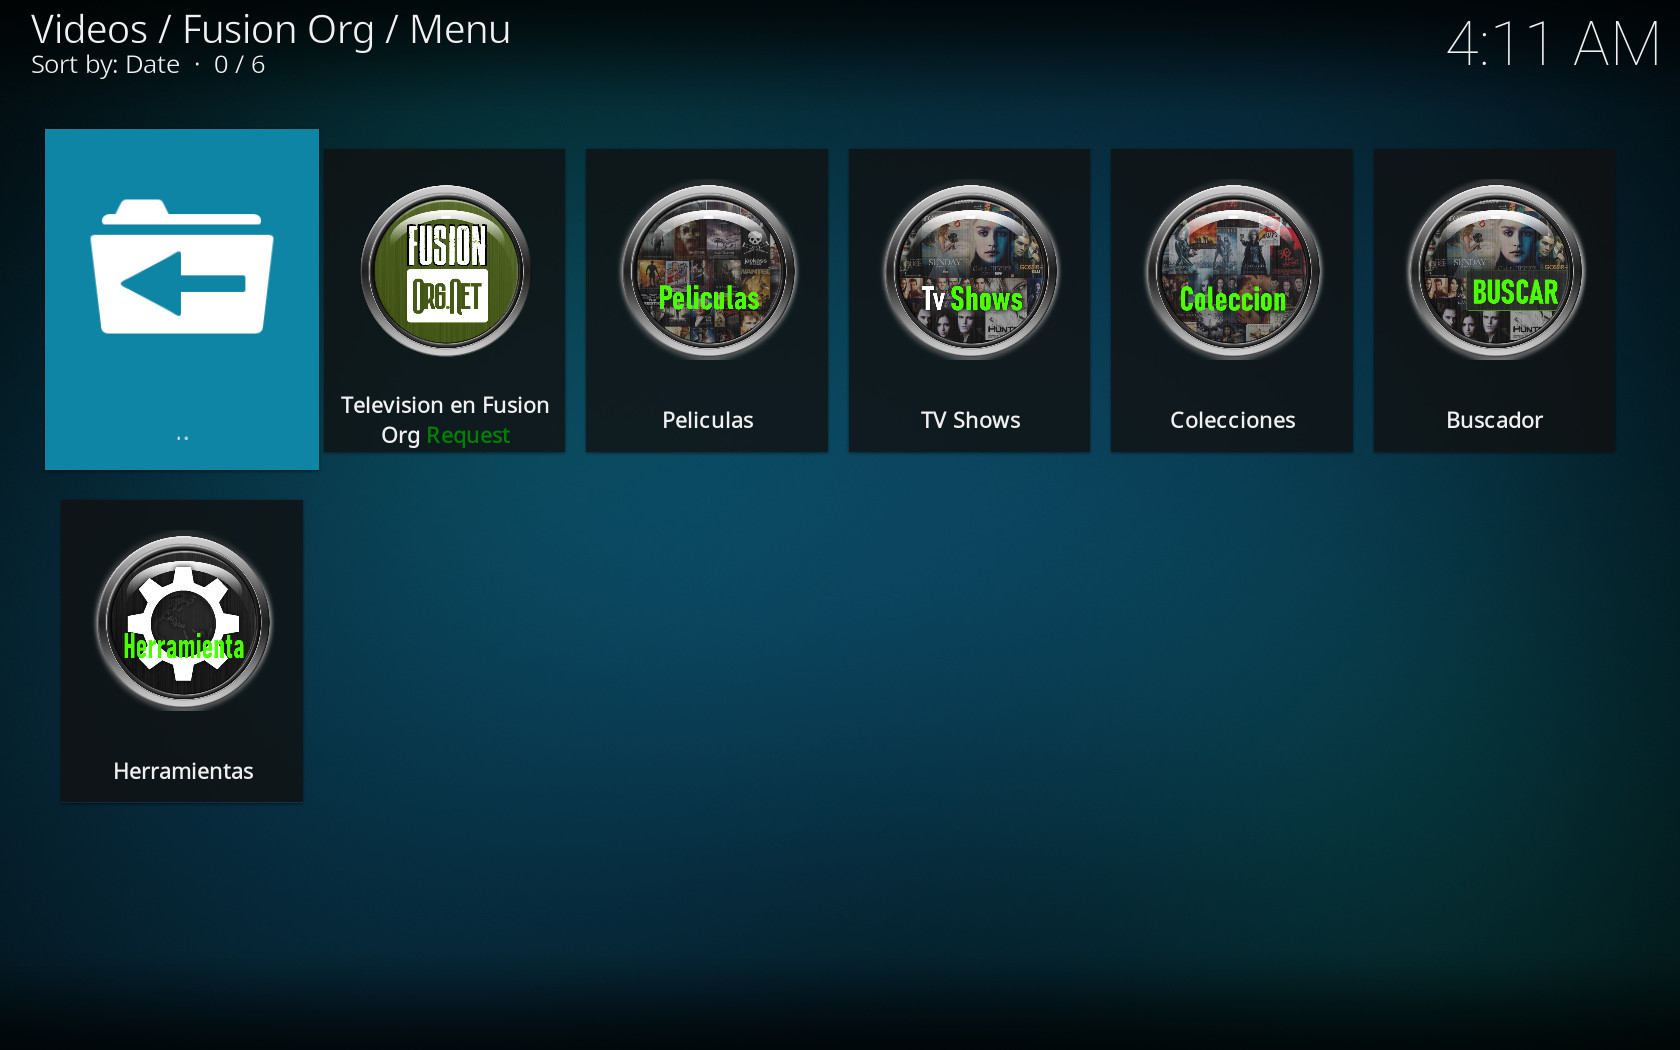 Videos / Fusion Org / Menu
Sort by: Date · 0 / 6
4:11 AM
..
FUSION
ORG.NET
Television en Fusion
Org Request
Peliculas
Peliculas
Tv Shows
TV Shows
Coleccion
Colecciones
BUSCAR
Buscador
Herramienta
Herramientas